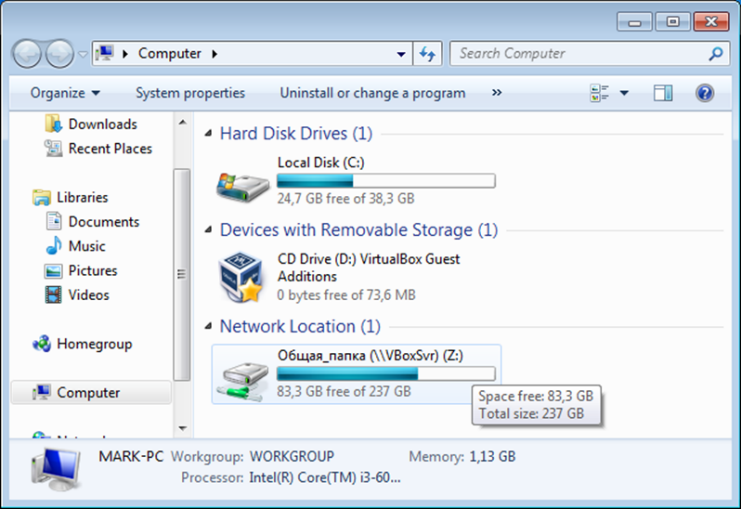 Computer
Search Computer
Organize
System properties
Uninstall or change a program
»
Downloads
Recent Places
Libraries
Documents
Music
Pictures
Videos
Homegroup
Computer
Hard Disk Drives (1)
Local Disk (C:)
24,7 GB free of 38,3 GB
Devices with Removable Storage (1)
CD Drive (D:) VirtualBox Guest
Additions
0 bytes free of 73,6 MB
Network Location (1)
Общая_папка (\\VBoxSvr) (Z:)
83,3 GB free of 237 GB
Space free: 83,3 GB
Total size: 237 GB
MARK-PC Workgroup: WORKGROUP Memory: 1,13 GB
Processor: Intel(R) Core(TM) i3-60...